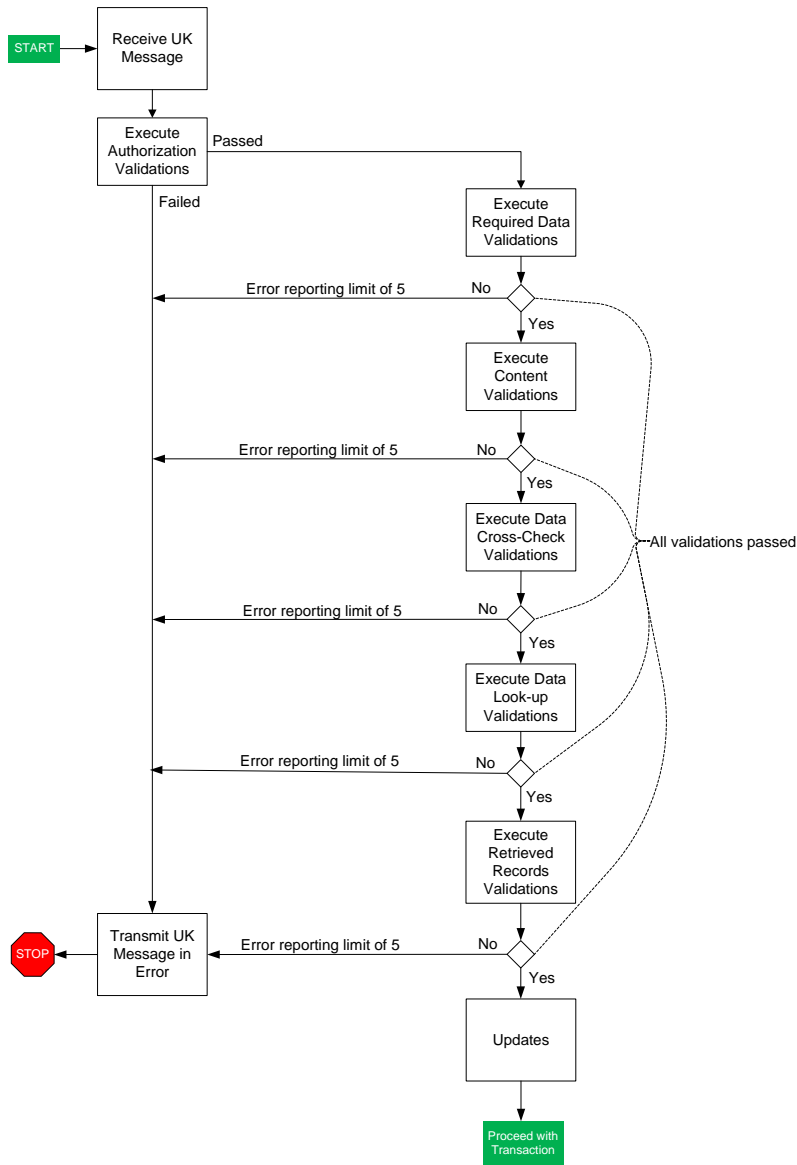 START
Receive UK
Message
Execute
Authorization
Validations
Passed
Failed
Execute
Required Data
Validations
Error reporting limit of 5
No
Yes
Execute
Content
Validations
Error reporting limit of 5
No
Yes
Execute Data
Cross-Check
Validations
All validations passed
Error reporting limit of 5
No
Yes
Execute Data
Look-up
Validations
Error reporting limit of 5
No
Yes
Execute
Retrieved
Records
Validations
STOP
Transmit UK
Message in
Error
Error reporting limit of 5
No
Yes
Updates
Proceed with
Transaction